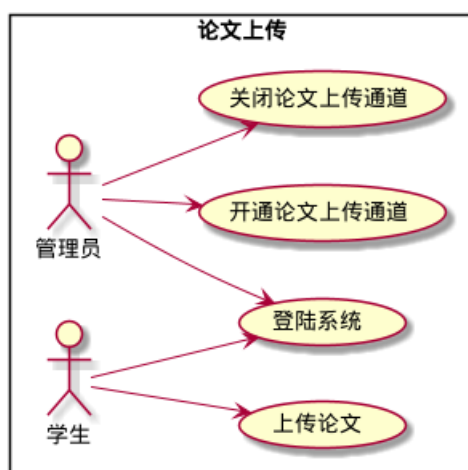 论文上传
关闭论文上传通道
开通论文上传通道
管理员
登陆系统
上传论文
学生